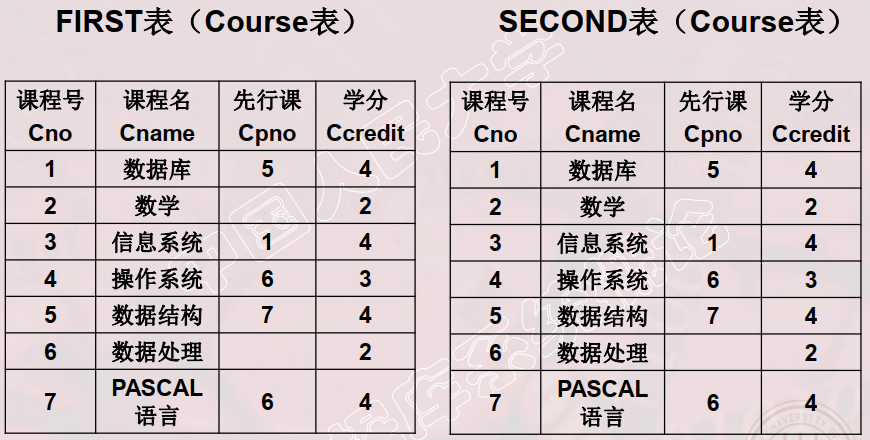 FIRST表（Course表）
课程号 课程名 先行课 学分
Cno Cname Cpno Ccredit
1 数据库 5 4
2 数学 2
3 信息系统 1 4
4 操作系统 6 3
5 数据结构 7 4
6 数据处理 2
7 PASCAL 6 4
语言
SECOND表（Course表）
课程号 课程名 先行课 学分
Cno Cname Cpno Ccredit
1 数据库 5 4
2 数学 2
3 信息系统 1 4
4 操作系统 6 3
5 数据结构 7 4
6 数据处理 2
7 PASCAL 6 4
语言
中国人民大学